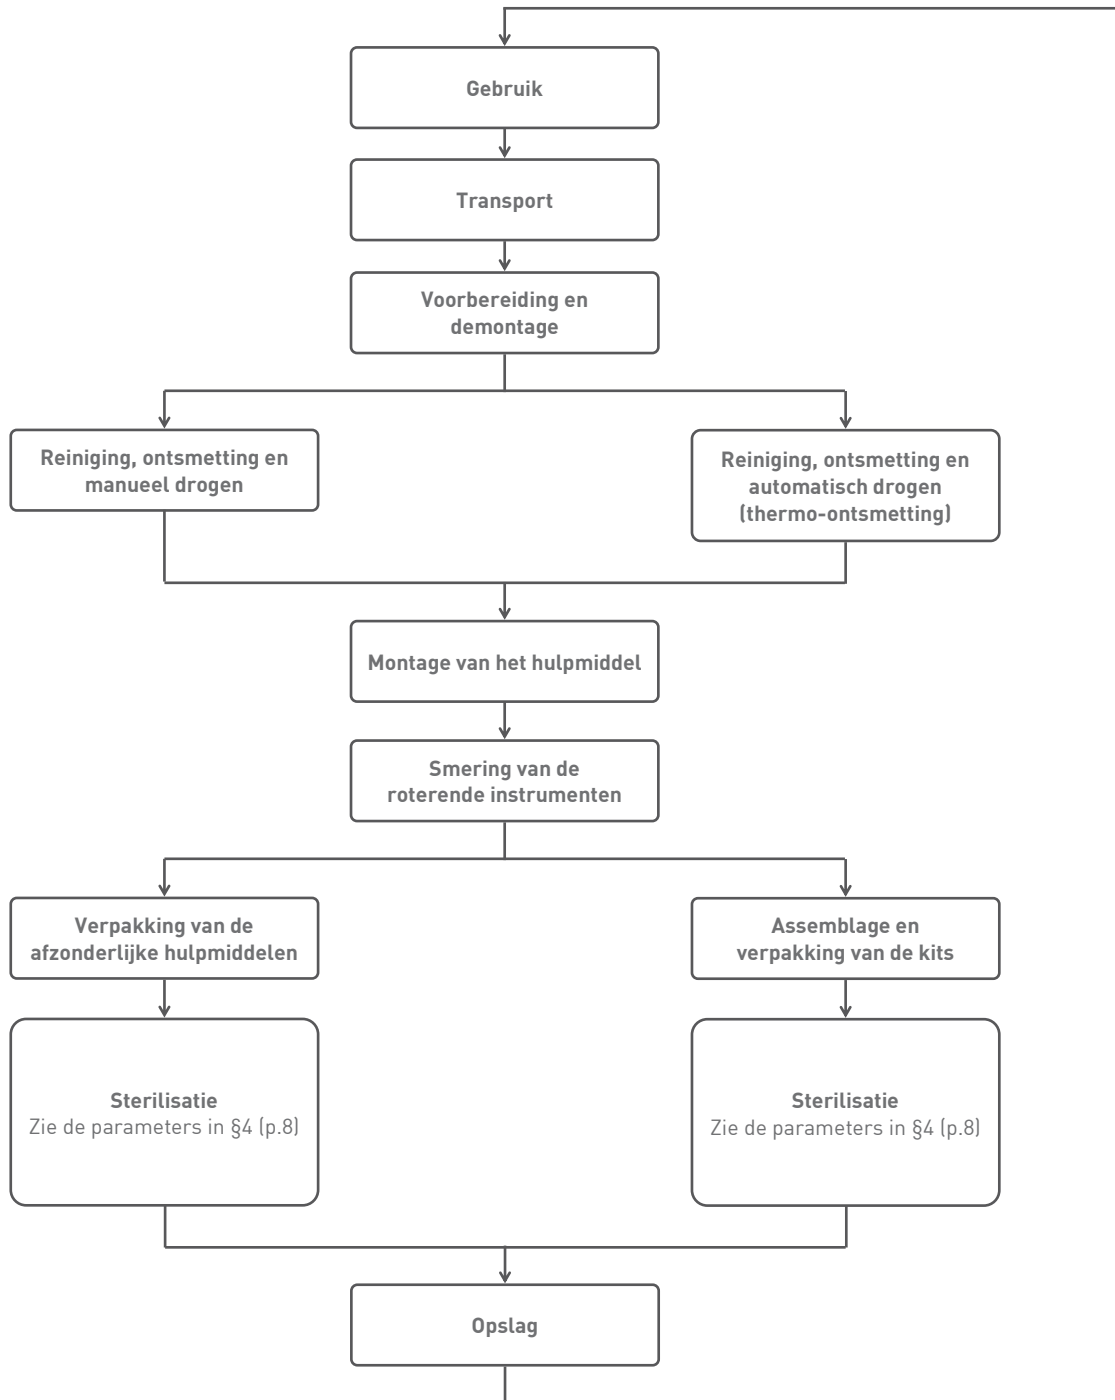 Gebruik
Transport
Voorbereiding en
demontage
Reiniging, ontsmetting en
manueel drogen
Reiniging, ontsmetting en
automatisch drogen
(thermo-ontsmetting)
Montage van het hulpmiddel
Smering van de
roterende instrumenten
Verpakking van de
afzonderlijke hulpmiddelen
Assemblage en
verpakking van de kits
Sterilisatie
Zie de parameters in §4 (p.8)
Sterilisatie
Zie de parameters in §4 (p.8)
Opslag